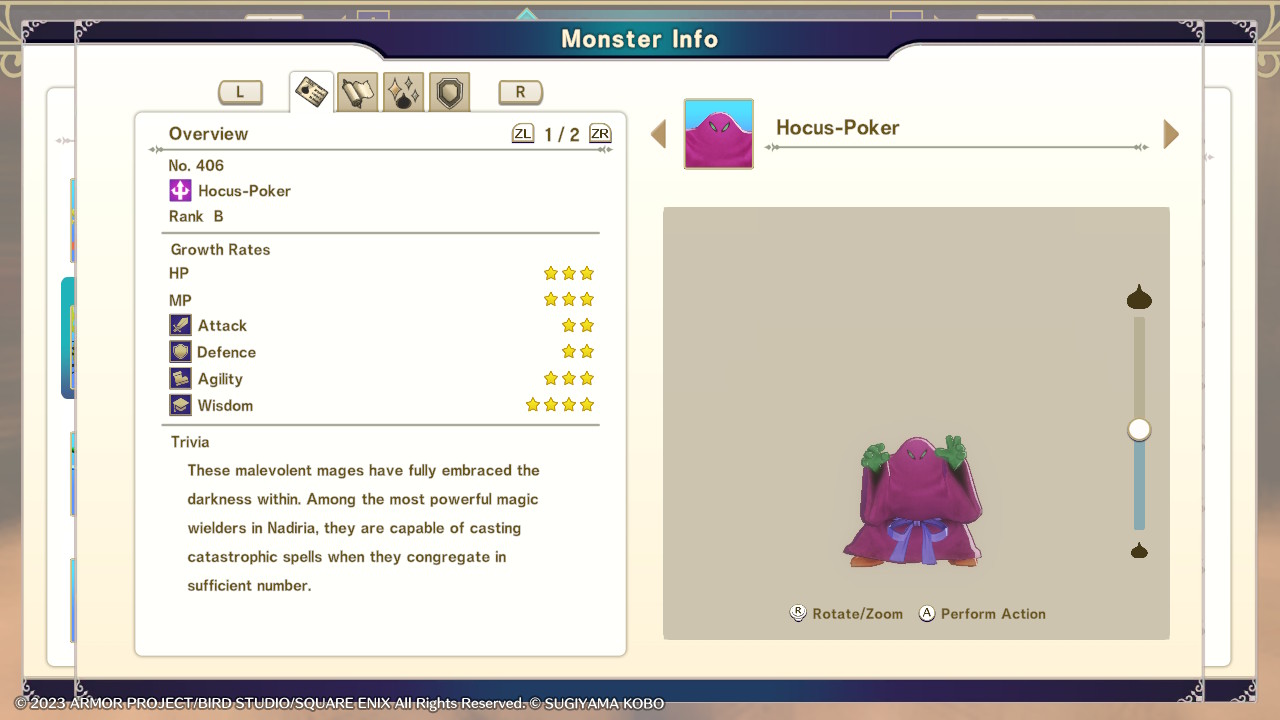 Monster Info
L
R
Overview
ZL 1 / 2 ZR
No. 406
Hocus-Poker
Rank B
Growth Rates
HP
MP
Attack
Defence
Agility
Wisdom
Trivia
These malevolent mages have fully embraced the
darkness within. Among the most powerful magic
wielders in Nadiria, they are capable of casting
catastrophic spells when they congregate in
sufficient number.
Hocus-Poker
R Rotate/Zoom A Perform Action
© 2023 ARMOR PROJECT/BIRD STUDIO/SQUARE ENIX All Rights Reserved. © SUGIYAMA KOBO